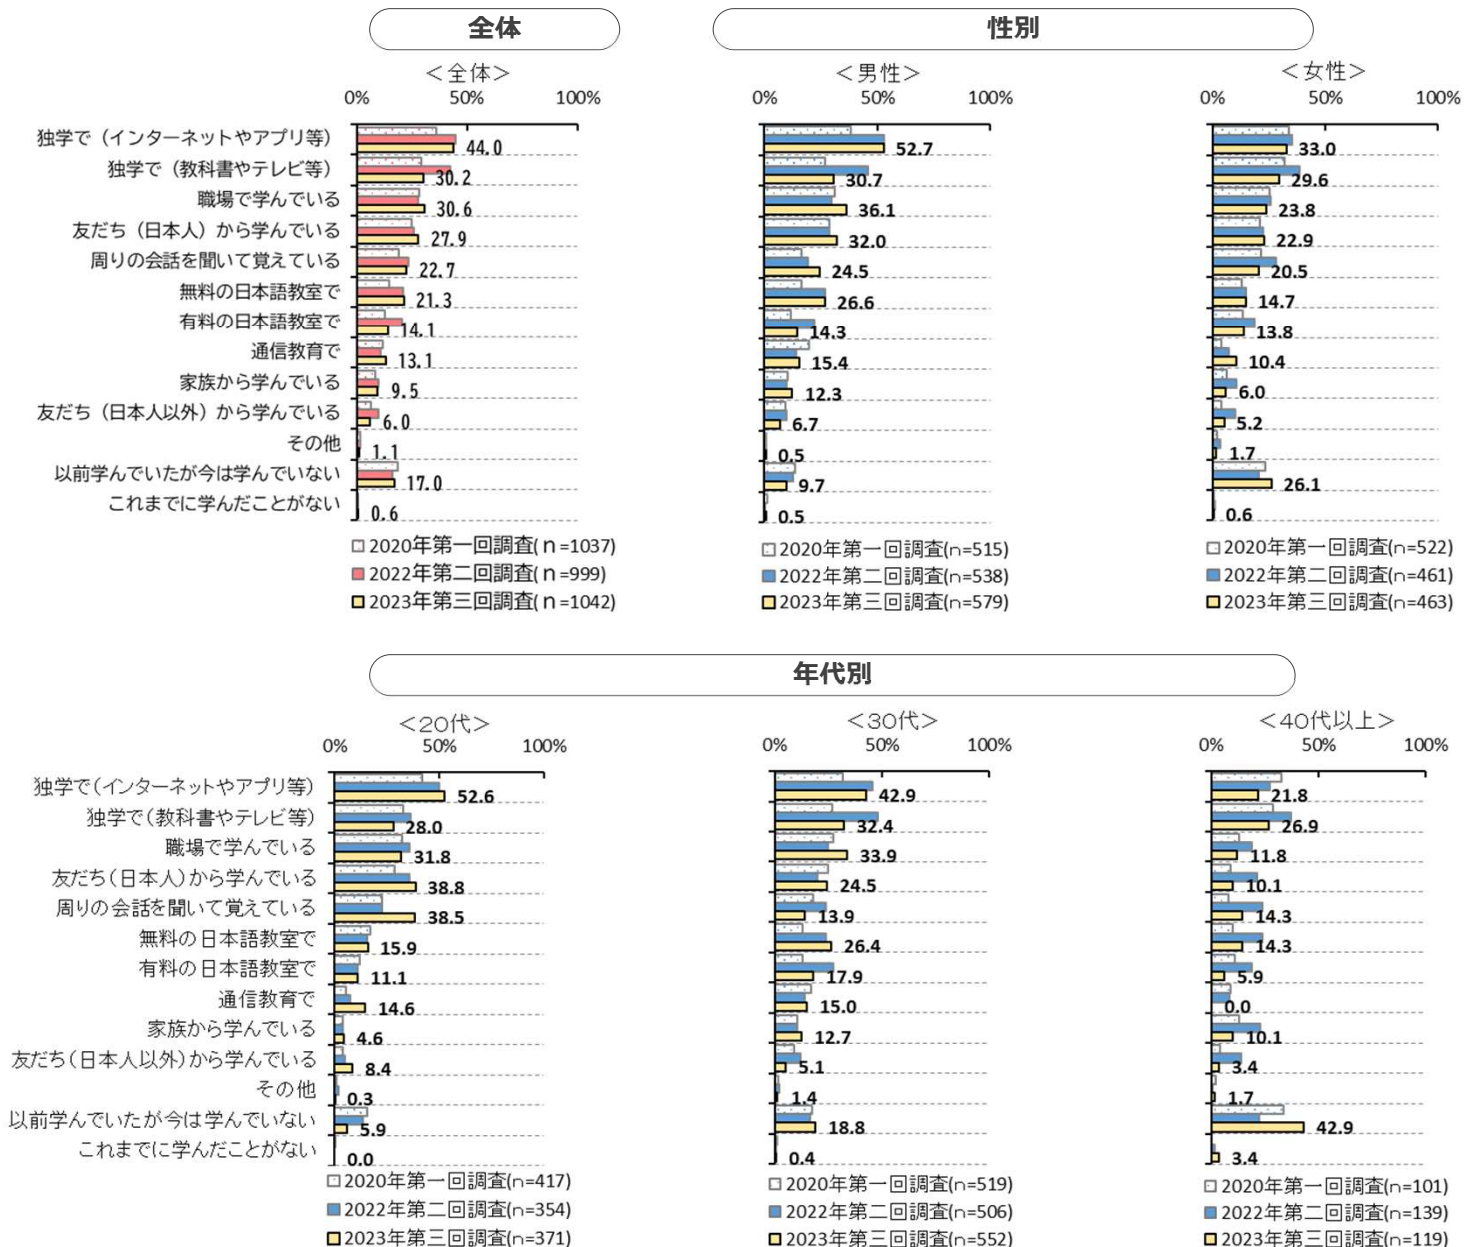 全体
性別
＜全体＞
＜男性＞
＜女性＞
0% 50% 100%
0% 50% 100%
0% 50% 100%
独学で（インターネットやアプリ等） 44.0 52.7 33.0
独学で（教科書やテレビ等） 30.2 30.7 29.6
職場で学んでいる 30.6 36.1 23.8
友だち（日本人）から学んでいる 27.9 32.0 22.9
周りの会話を聞いて覚えている 22.7 24.5 20.5
無料の日本語教室で 21.3 26.6 14.7
有料の日本語教室で 14.1 14.3 13.8
通信教育で 13.1 15.4 10.4
家族から学んでいる 9.5 12.3 6.0
友だち（日本人以外）から学んでいる 6.0 6.7 5.2
その他 1.1 0.5 1.7
以前学んでいたが今は学んでいない 17.0 9.7 26.1
これまでに学んだことがない 0.6 0.5 0.6
2020年第一回調査(ｎ=1037)
2022年第二回調査(ｎ=999)
2023年第三回調査(ｎ=1042)
2020年第一回調査(n=515)
2022年第二回調査(n=538)
2023年第三回調査(n=579)
2020年第一回調査(n=522)
2022年第二回調査(n=461)
2023年第三回調査(n=463)
年代別
＜20代＞
＜30代＞
＜40代以上＞
0% 50% 100%
0% 50% 100%
0% 50% 100%
独学で（インターネットやアプリ等） 52.6 42.9 21.8
独学で（教科書やテレビ等） 28.0 32.4 26.9
職場で学んでいる 31.8 33.9 11.8
友だち（日本人）から学んでいる 38.8 24.5 10.1
周りの会話を聞いて覚えている 38.5 13.9 14.3
無料の日本語教室で 15.9 26.4 14.3
有料の日本語教室で 11.1 17.9 5.9
通信教育で 14.6 15.0 0.0
家族から学んでいる 4.6 12.7 10.1
友だち（日本人以外）から学んでいる 8.4 5.1 3.4
その他 0.3 1.4 1.7
以前学んでいたが今は学んでいない 5.9 18.8 42.9
これまでに学んだことがない 0.0 0.4 3.4
2020年第一回調査(n=417)
2022年第二回調査(n=354)
2023年第三回調査(n=371)
2020年第一回調査(n=519)
2022年第二回調査(n=506)
2023年第三回調査(n=552)
2020年第一回調査(n=101)
2022年第二回調査(n=139)
2023年第三回調査(n=119)